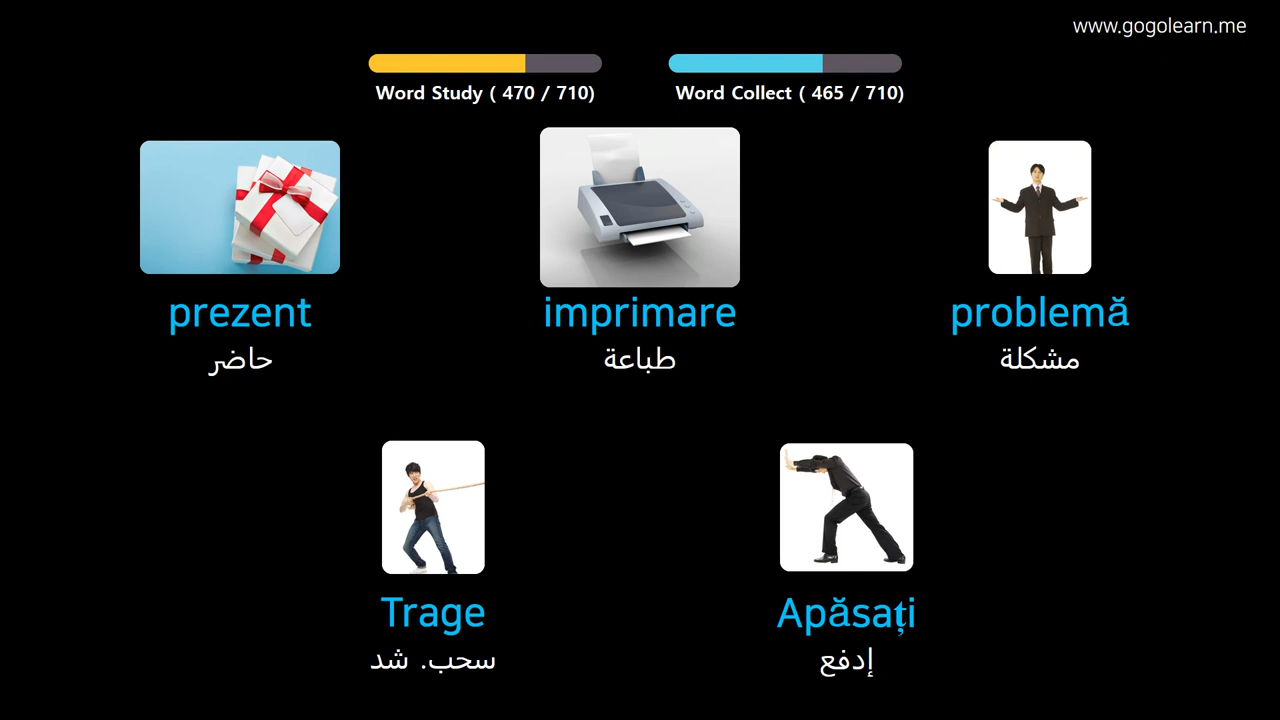 www.gogolearn.me
Word Study ( 470 / 710)
Word Collect ( 465 / 710)
prezent
imprimare
problemă
حاضر
طباعة
مشكلة
Trage
Apăsați
سحب. شد
إدفع